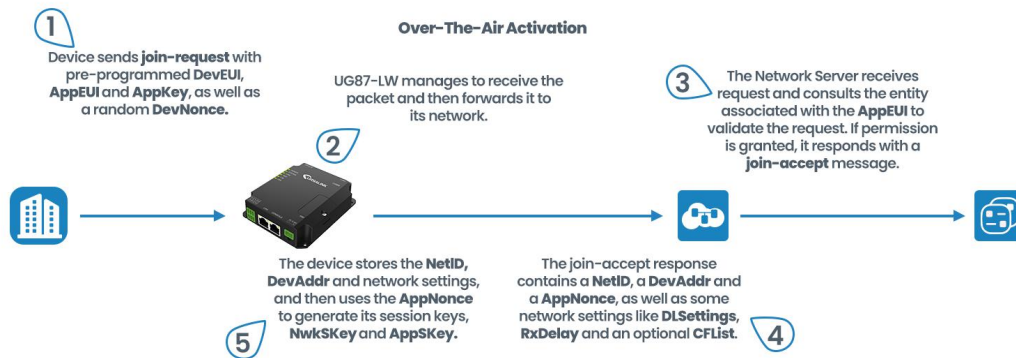 Over-The-Air Activation
1
Device sends join-request with
pre-programmed DevEUI,
AppEUI and AppKey, as well as
a random DevNonce.
2
UG87-LW manages to receive the
packet and then forwards it to
its network.
3
The Network Server receives
request and consults the entity
associated with the AppEUI to
validate the request. If permission
is granted, it responds with a
join-accept message.
4
The join-accept response
contains a NetID, a DevAddr and
a AppNonce, as well as some
network settings like DLSettings,
RxDelay and an optional CFList.
5
The device stores the NetID,
DevAddr and network settings,
and then uses the AppNonce
to generate its session keys,
NwkSKey and AppSKey.